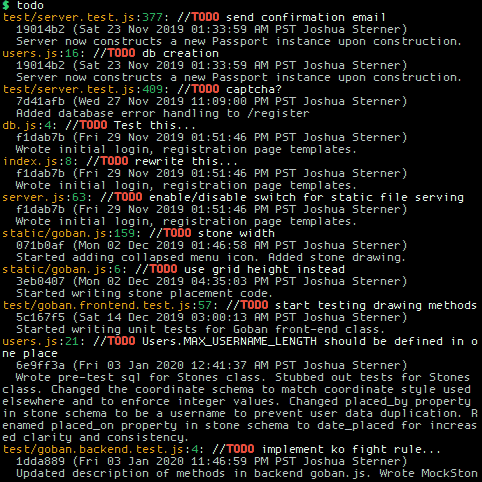 $ todo
test/server.test.js:377: //TODO send confirmation email
19814b2 (Sat 23 Nov 2019 01:33:59 AM PST Joshua Sterner)
Server now constructs a new Passport instance upon construction.
users.js:16: //TODO db creation
19814b2 (Sat 23 Nov 2019 01:33:59 AM PST Joshua Sterner)
Server now constructs a new Passport instance upon construction.
test/server.test.js:409: //TODO captcha?
7d41afb (Wed 27 Nov 2019 11:09:00 PM PST Joshua Sterner)
Added database error handling to /register
db.js:4: //TODO Test this...
f1dab7b (Fri 29 Nov 2019 01:51:46 PM PST Joshua Sterner)
Wrote initial login, registration page templates.
index.js:8: //TODO rewrite this...
f1dab7b (Fri 29 Nov 2019 01:51:46 PM PST Joshua Sterner)
Wrote initial login, registration page templates.
server.js:63: //TODO enable/disable switch for static file serving
f1dab7b (Fri 29 Nov 2019 01:51:46 PM PST Joshua Sterner)
Wrote initial login, registration page templates.
static/goban.js:159: //TODO stone width
071b0af (Mon 02 Dec 2019 01:46:58 AM PST Joshua Sterner)
Started adding collapsed menu icon. Added stone drawing.
static/goban.js:6: //TODO use grid height instead
3eb0407 (Mon 02 Dec 2019 04:35:03 PM PST Joshua Sterner)
Started writing stone placement code.
test/goban.frontend.test.js:57: //TODO start testing drawing methods
5c167f5 (Sat 14 Dec 2019 03:00:13 AM PST Joshua Sterner)
Started writing unit tests for Goban front-end class.
users.js:21: //TODO Users.MAX_USERNAME_LENGTH should be defined in o
ne place
6e9ff3a (Fri 03 Jan 2020 12:41:37 AM PST Joshua Sterner)
Wrote pre-test sql for Stones class. Stubbed out tests for Stones
class. Changed the coordinate schema to match coordinate style used
elsewhere and to enforce integer values. Changed placed_by property
in stone schema to be a username to prevent user data duplication. R
enamed placed_on property in stone schema to date_placed for increas
ed clarity and consistency.
test/goban.backend.test.js:4: //TODO implement ko fight rule...
1dda889 (Fri 03 Jan 2020 11:46:59 PM PST Joshua Sterner)
Updated description of methods in backend goban.js. Wrote MockSton